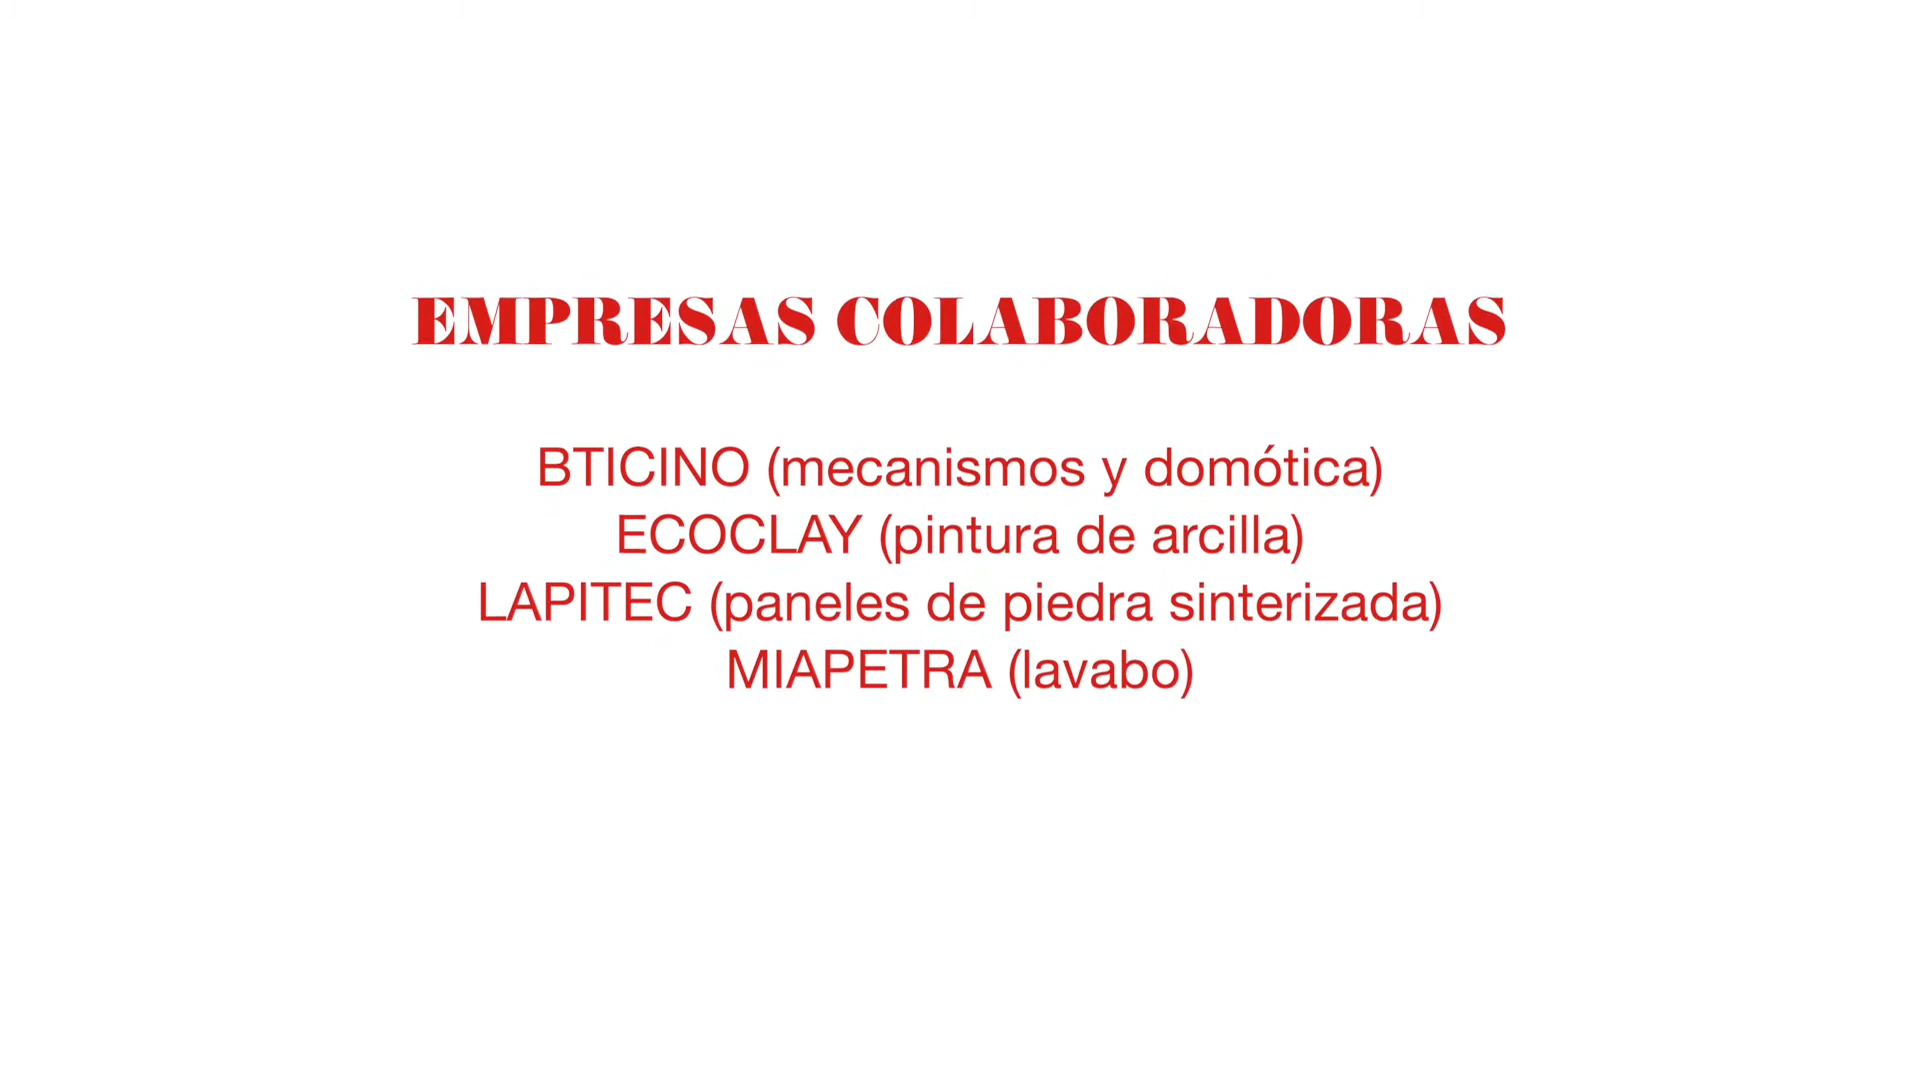 EMPRESAS COLABORADORAS
BTICINO (mecanismos y domótica)
ECOCLAY (pintura de arcilla)
LAPITEC (paneles de piedra sinterizada)
MIAPETRA (lavabo)